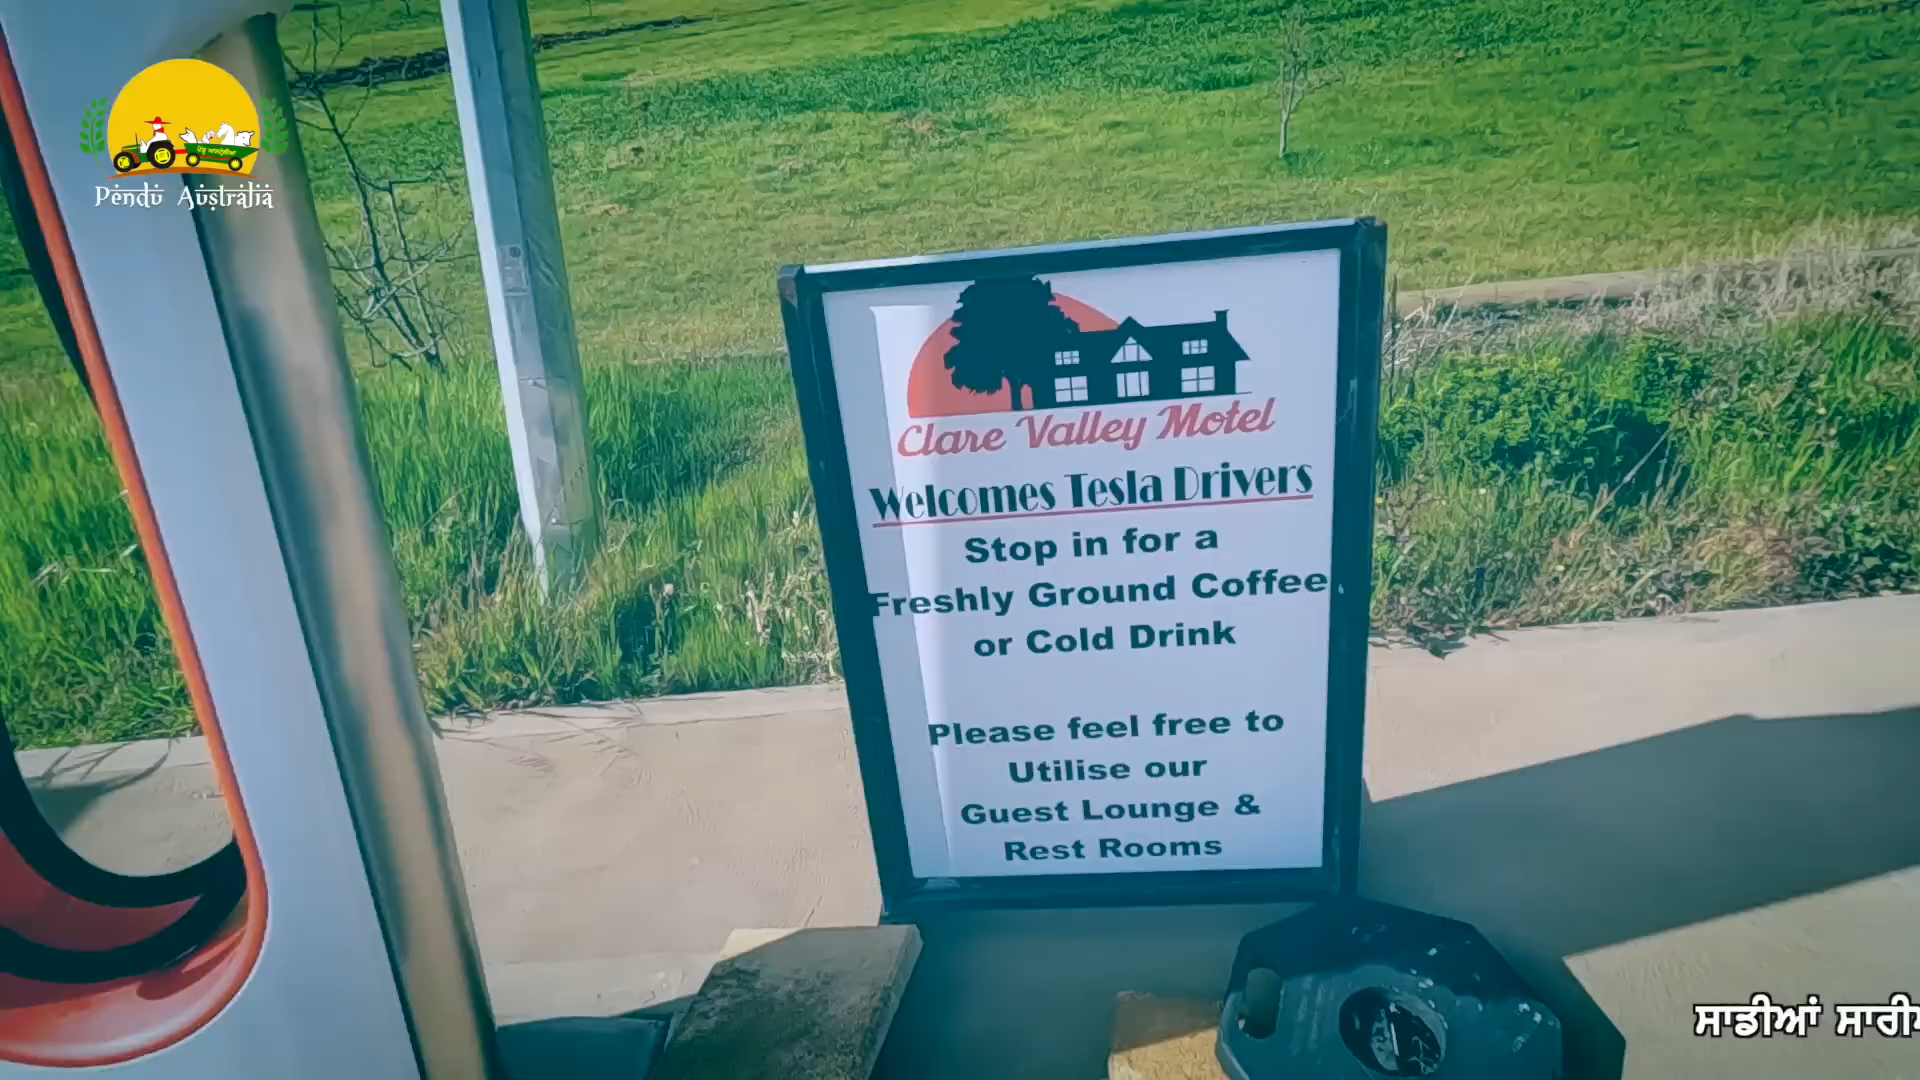 Pendu Australia
Clare Valley Motel
Welcomes Tesla Drivers
Stop in for a
Freshly Ground Coffee
or Cold Drink
Please feel free to
Utilise our
Guest Lounge &
Rest Rooms
ਸਾਡੀਆਂ